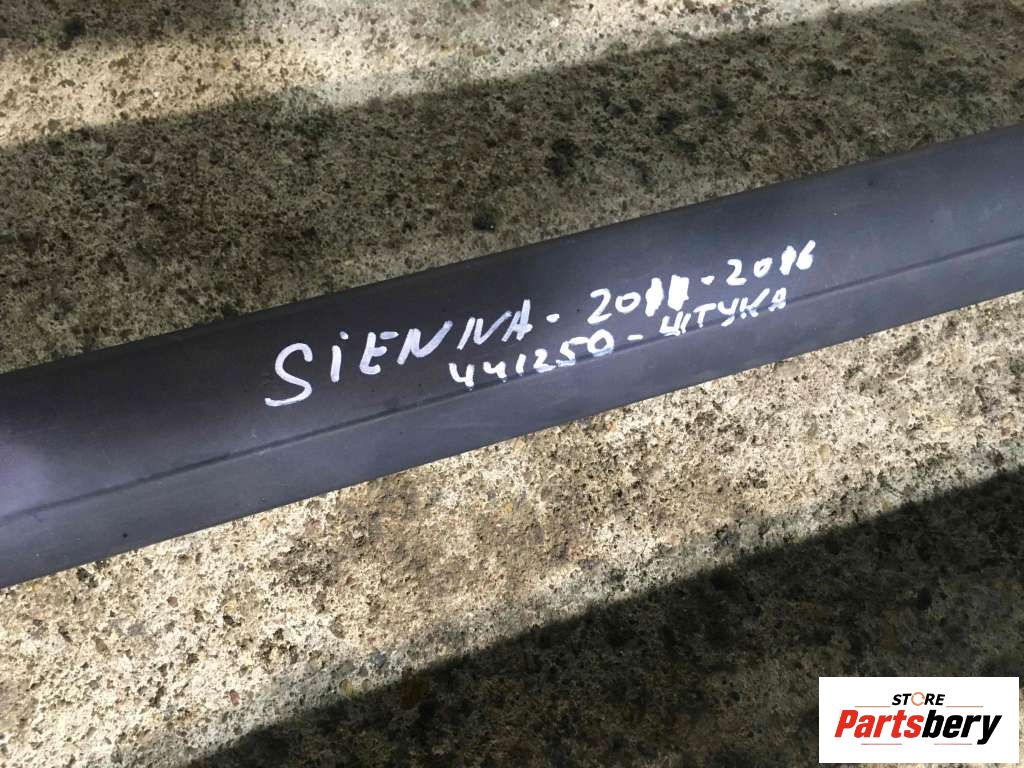 SIENNA - 2011 - 2016
441250 - ШТУКА
STORE
Partsbery